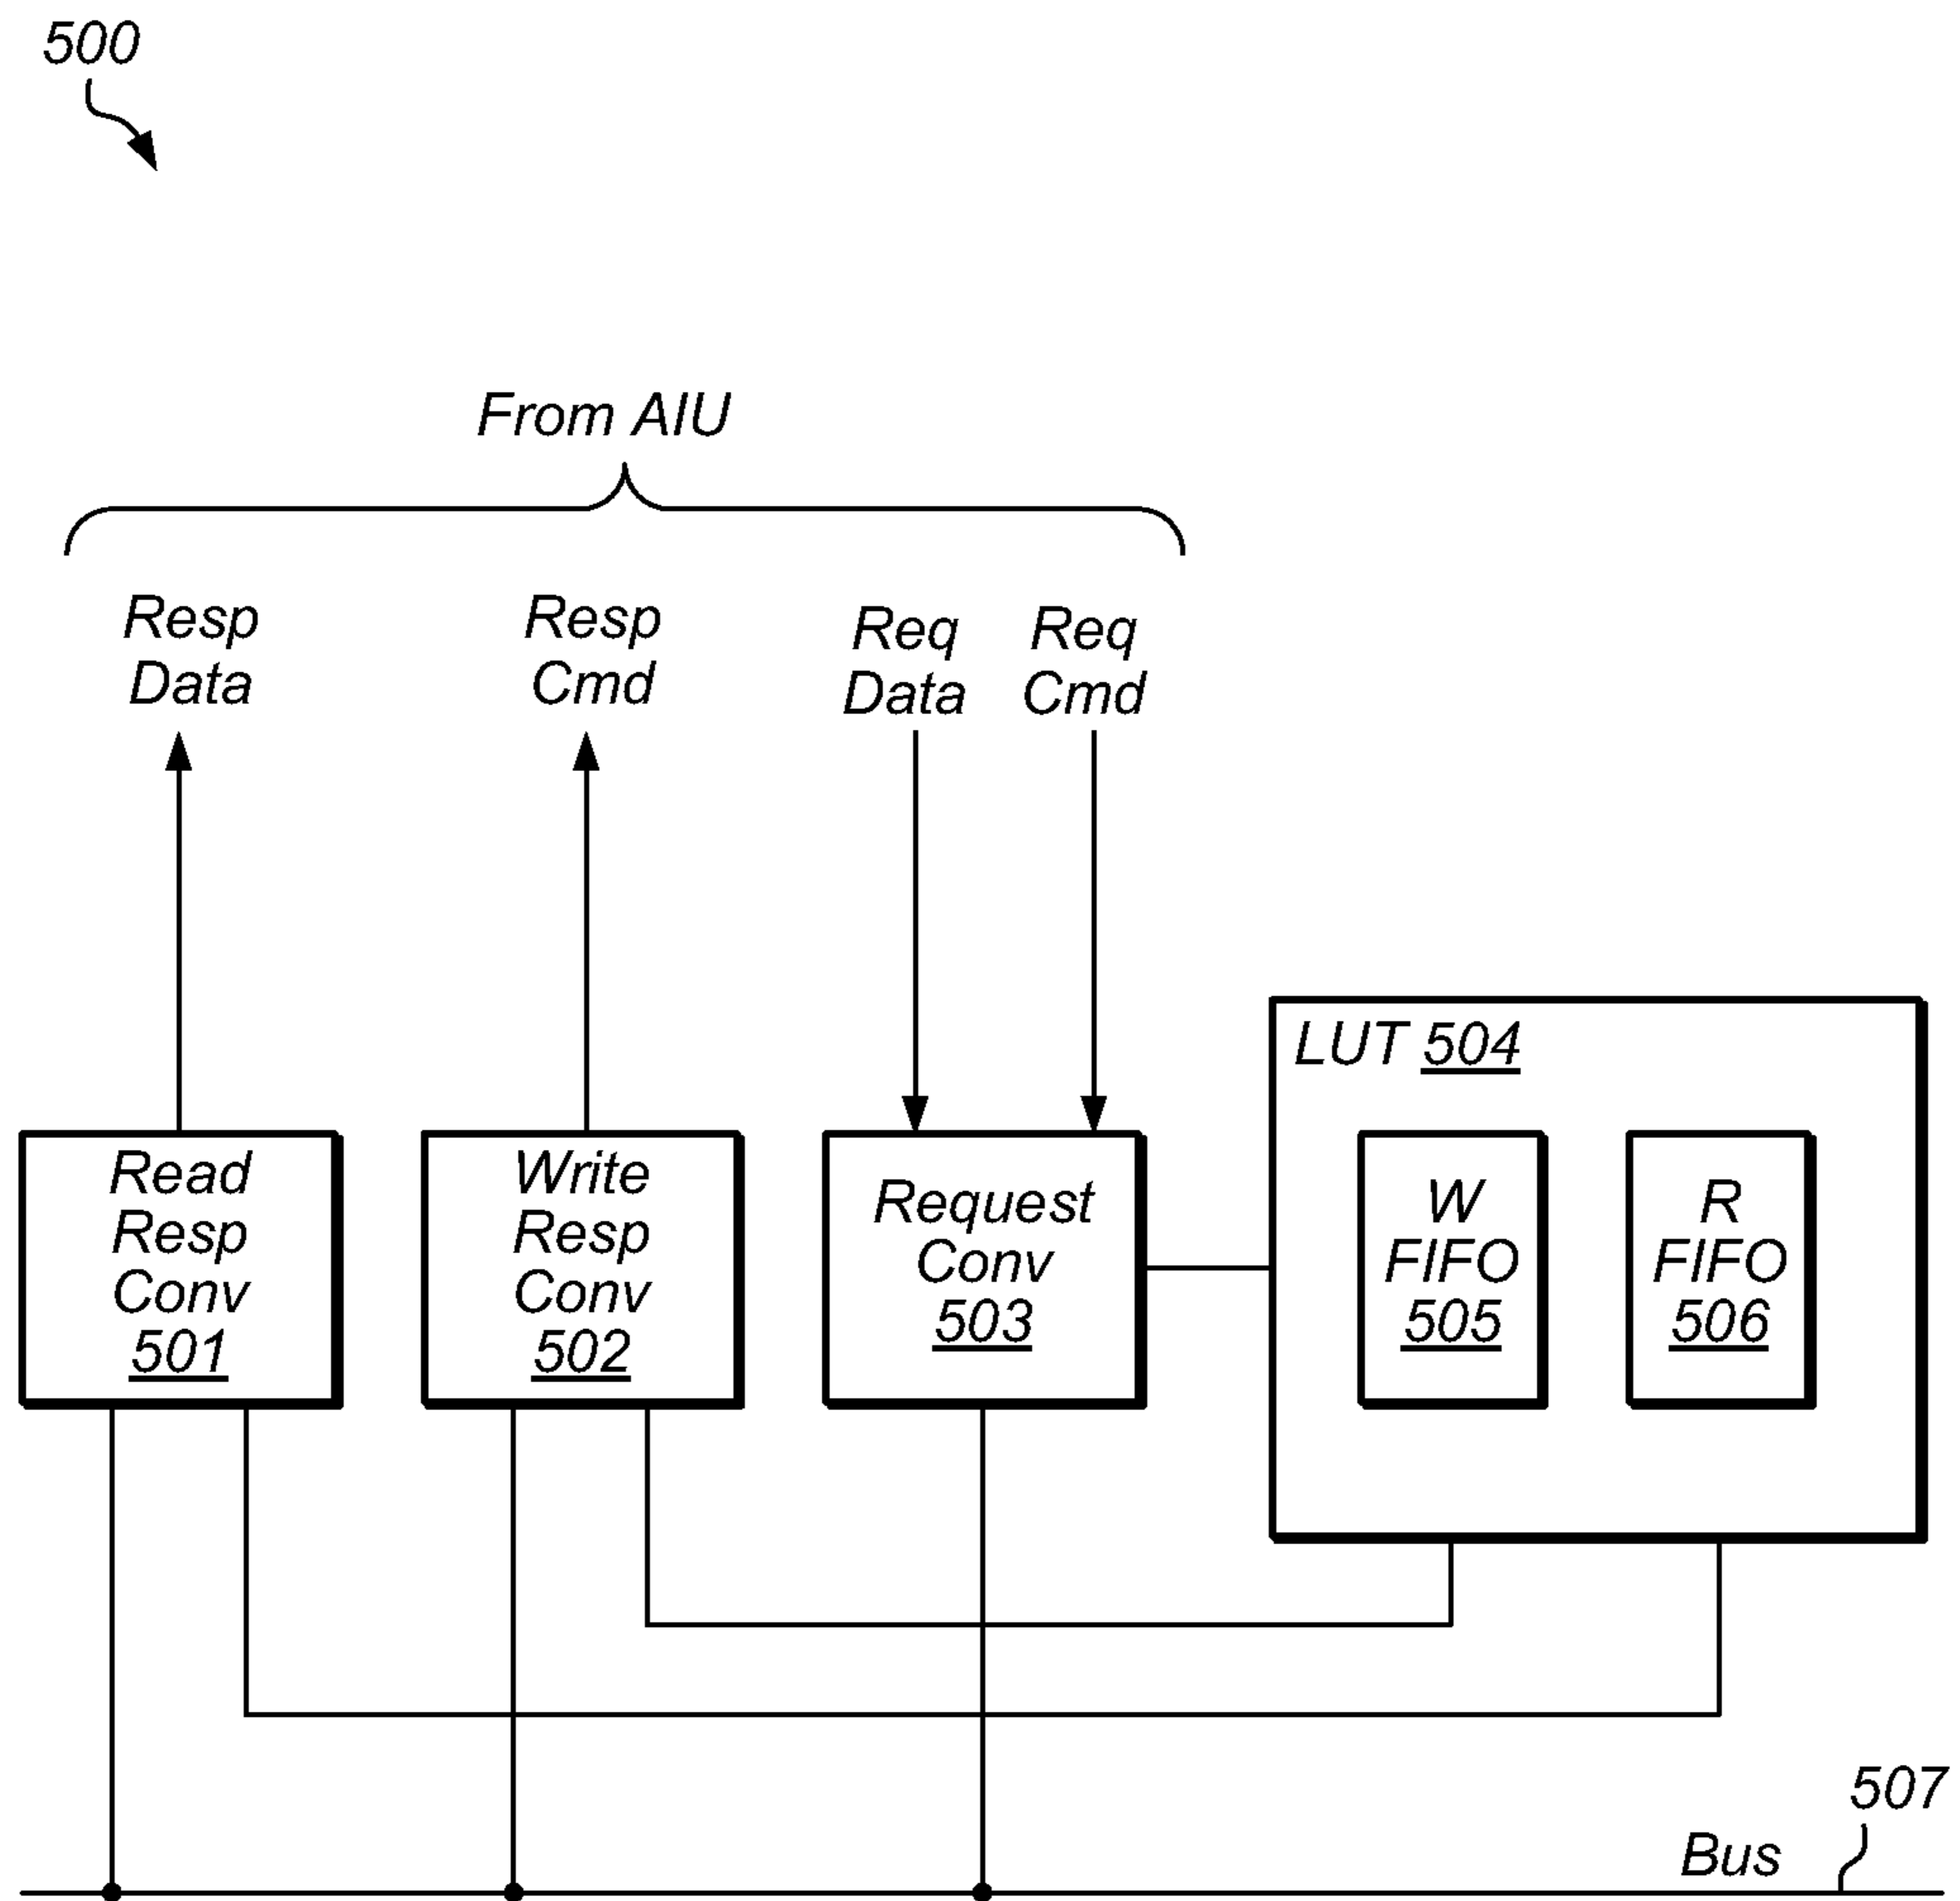 500
From AIU
Resp
Data
Resp
Cmd
Req
Data
Req
Cmd
Read
Resp
Conv
501
Write
Resp
Conv
502
Request
Conv
503
LUT 504
W
FIFO
505
R
FIFO
506
507
Bus